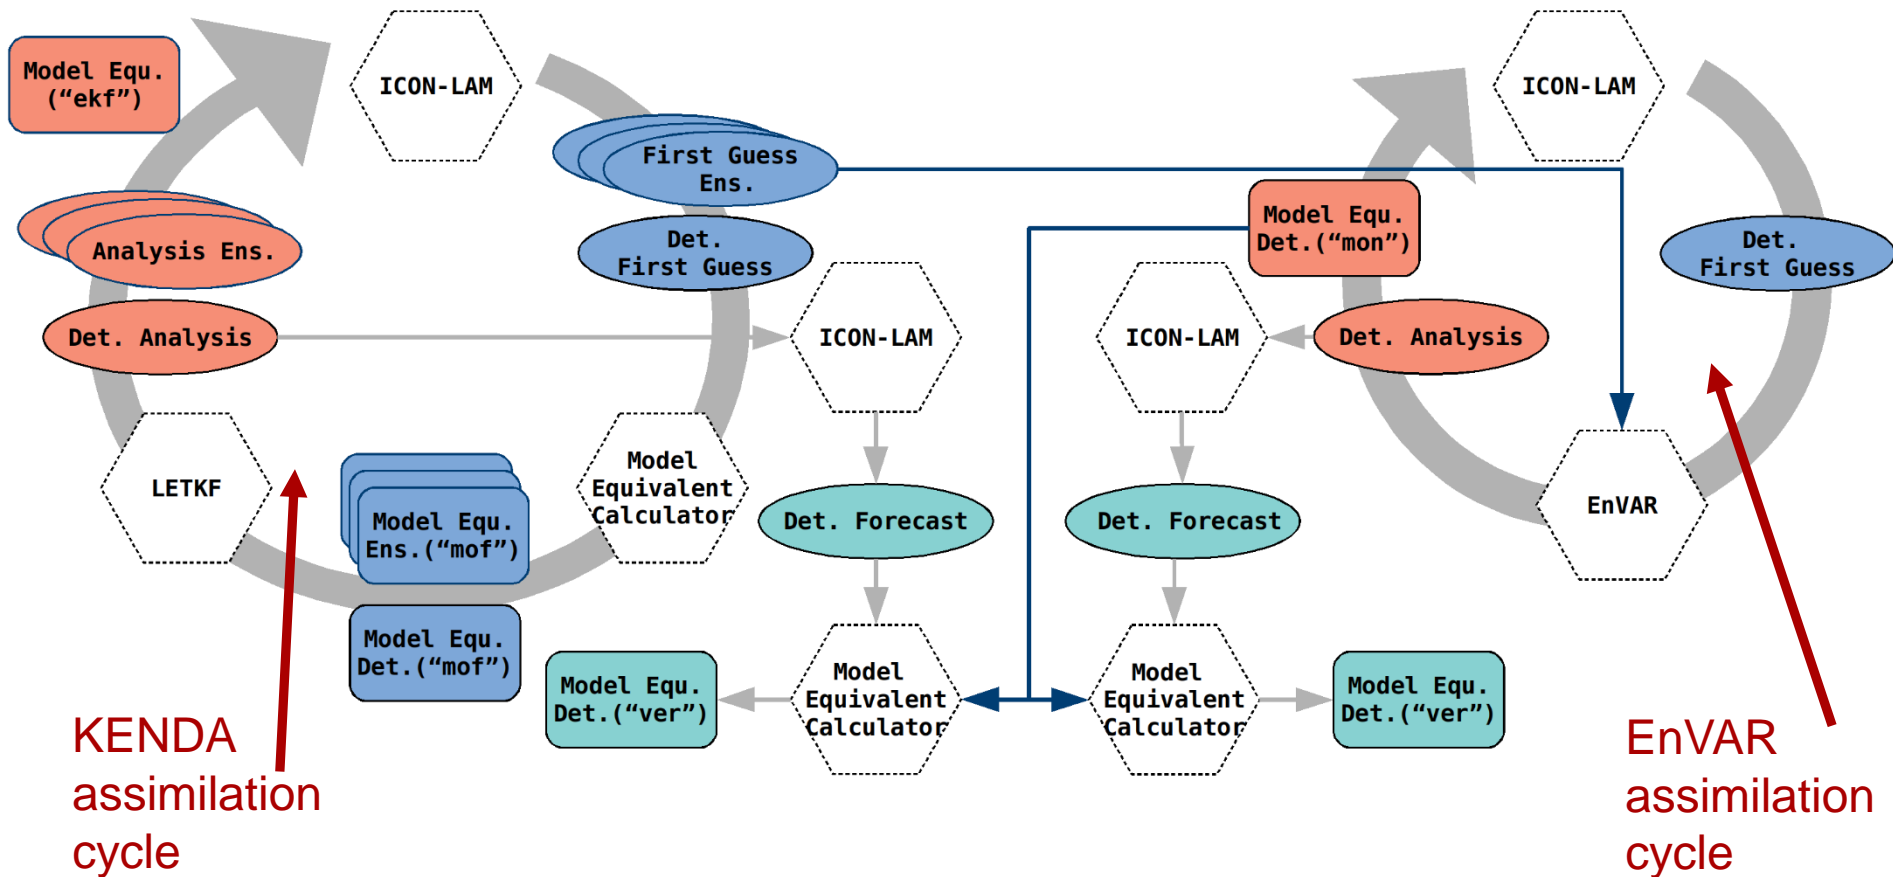 Model Equ.
(“ekf”)
ICON-LAM
ICON-LAM
First Guess
Ens.
Analysis Ens.
Det.
First Guess
Model Equ.
Det.(“mon”)
Det.
First Guess
Det. Analysis
ICON-LAM
ICON-LAM
Det. Analysis
LETKF
Model Equ.
Ens.(“mof”)
Model
Equivalent
Calculator
Det. Forecast
Det. Forecast
EnVAR
Model Equ.
Det.(“mof”)
Model Equ.
Det.(“ver”)
Model
Equivalent
Calculator
Model
Equivalent
Calculator
Model Equ.
Det.(“ver”)
KENDA
assimilation
cycle
EnVAR
assimilation
cycle